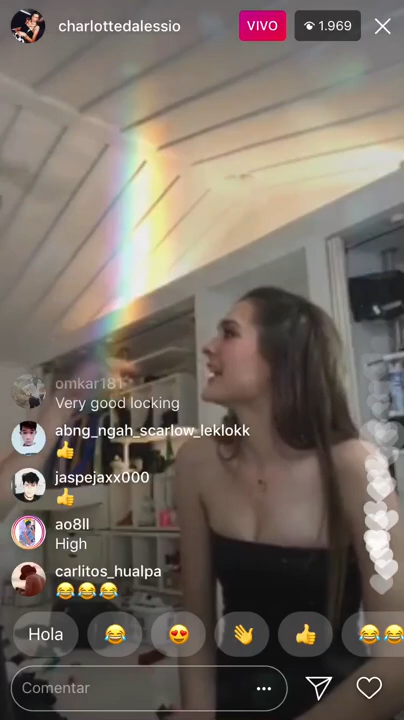 charlottedalessio
VIVO
1.969
omkar181
Very good locking
abng_ngah_scarlow_leklokk
👍
jaspejaxx000
👍
ao8ll
High
carlitos_hualpa
😂😂😂
Hola 😂 😍 👋 👍 😂😂
Comentar